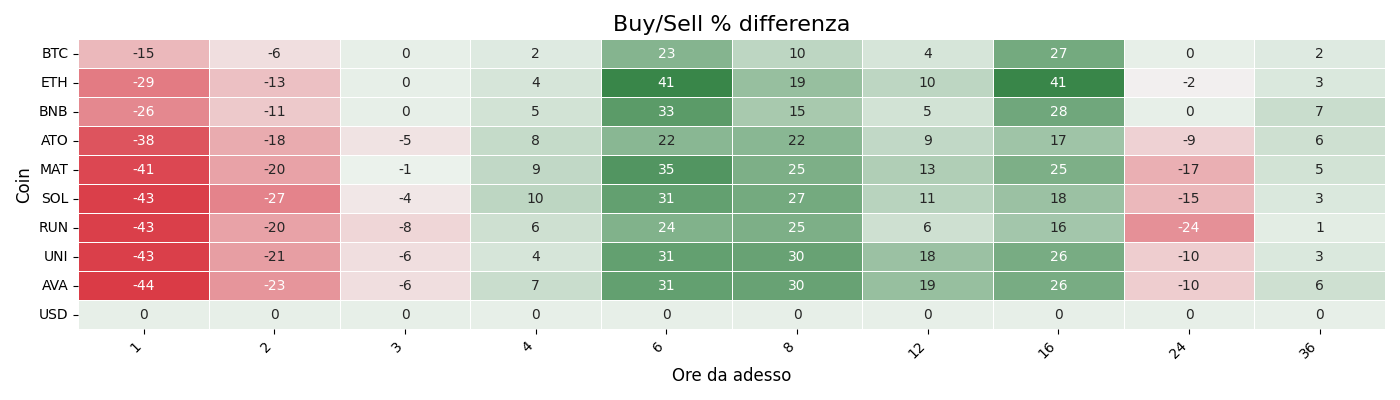 Buy/Sell % differenza
BTC -15 -6 0 2 23 10 4 27 0 2
ETH -29 -13 0 4 41 19 10 41 -2 3
BNB -26 -11 0 5 33 15 5 28 0 7
ATO -38 -18 -5 8 22 22 9 17 -9 6
MAT -41 -20 -1 9 35 25 13 25 -17 5
SOL -43 -27 -4 10 31 27 11 18 -15 3
RUN -43 -20 -8 6 24 25 6 16 -24 1
UNI -43 -21 -6 4 31 30 18 26 -10 3
AVA -44 -23 -6 7 31 30 19 26 -10 6
USD 0 0 0 0 0 0 0 0 0 0
Coin
1 2 3 4 6 8 12 16 24 36
Ore da adesso